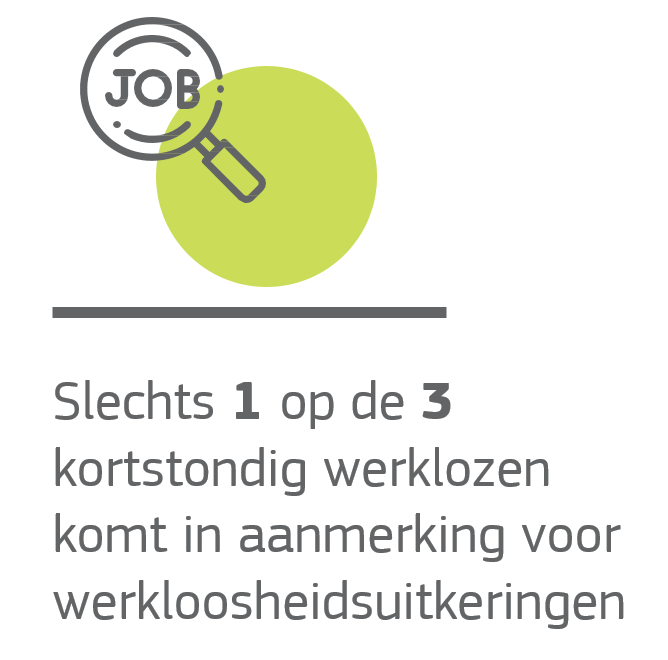 JOB
Slechts 1 op de 3
kortstondig werklozen
komt in aanmerking voor
werkloosheidsuitkeringen